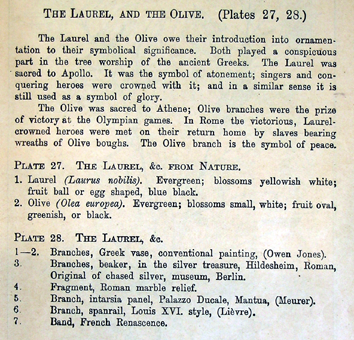 THE LAUREL, AND THE OLIVE. (Plates 27, 28.)
The Laurel and the Olive owe their introduction into ornamen-
tation to their symbolical significance. Both played a conspicuous
part in the tree worship of the ancient Greeks. The Laurel was
sacred to Apollo. It was the symbol of atonement; singers and con-
quering heroes were crowned with it; and in a similar sense it is
still used as a symbol of glory.
The Olive was sacred to Athene; Olive branches were the prize
of victory at the Olympian games. In Rome the victorious, Laurel-
crowned heroes were met on their return home by slaves bearing
wreaths of Olive boughs. The Olive branch is the symbol of peace.
PLATE 27. THE LAUREL, &c. FROM NATURE.
1. Laurel (Laurus nobilis). Evergreen; blossoms yellowish white;
fruit ball or egg shaped, blue black.
2. Olive (Olea europea). Evergreen; blossoms small, white; fruit oval,
greenish, or black.
PLATE 28. THE LAUREL, &c.
1—2. Branches, Greek vase, conventional painting, (Owen Jones).
3. Branches, beaker, in the silver treasure, Hildesheim, Roman,
Original of chased silver, museum, Berlin.
4. Fragment, Roman marble relief.
5. Branch, intarsia panel, Palazzo Ducale, Mantua, (Meurer).
6. Branch, spanrail, Louis XVI. style, (Lièvre).
7. Band, French Renascence.